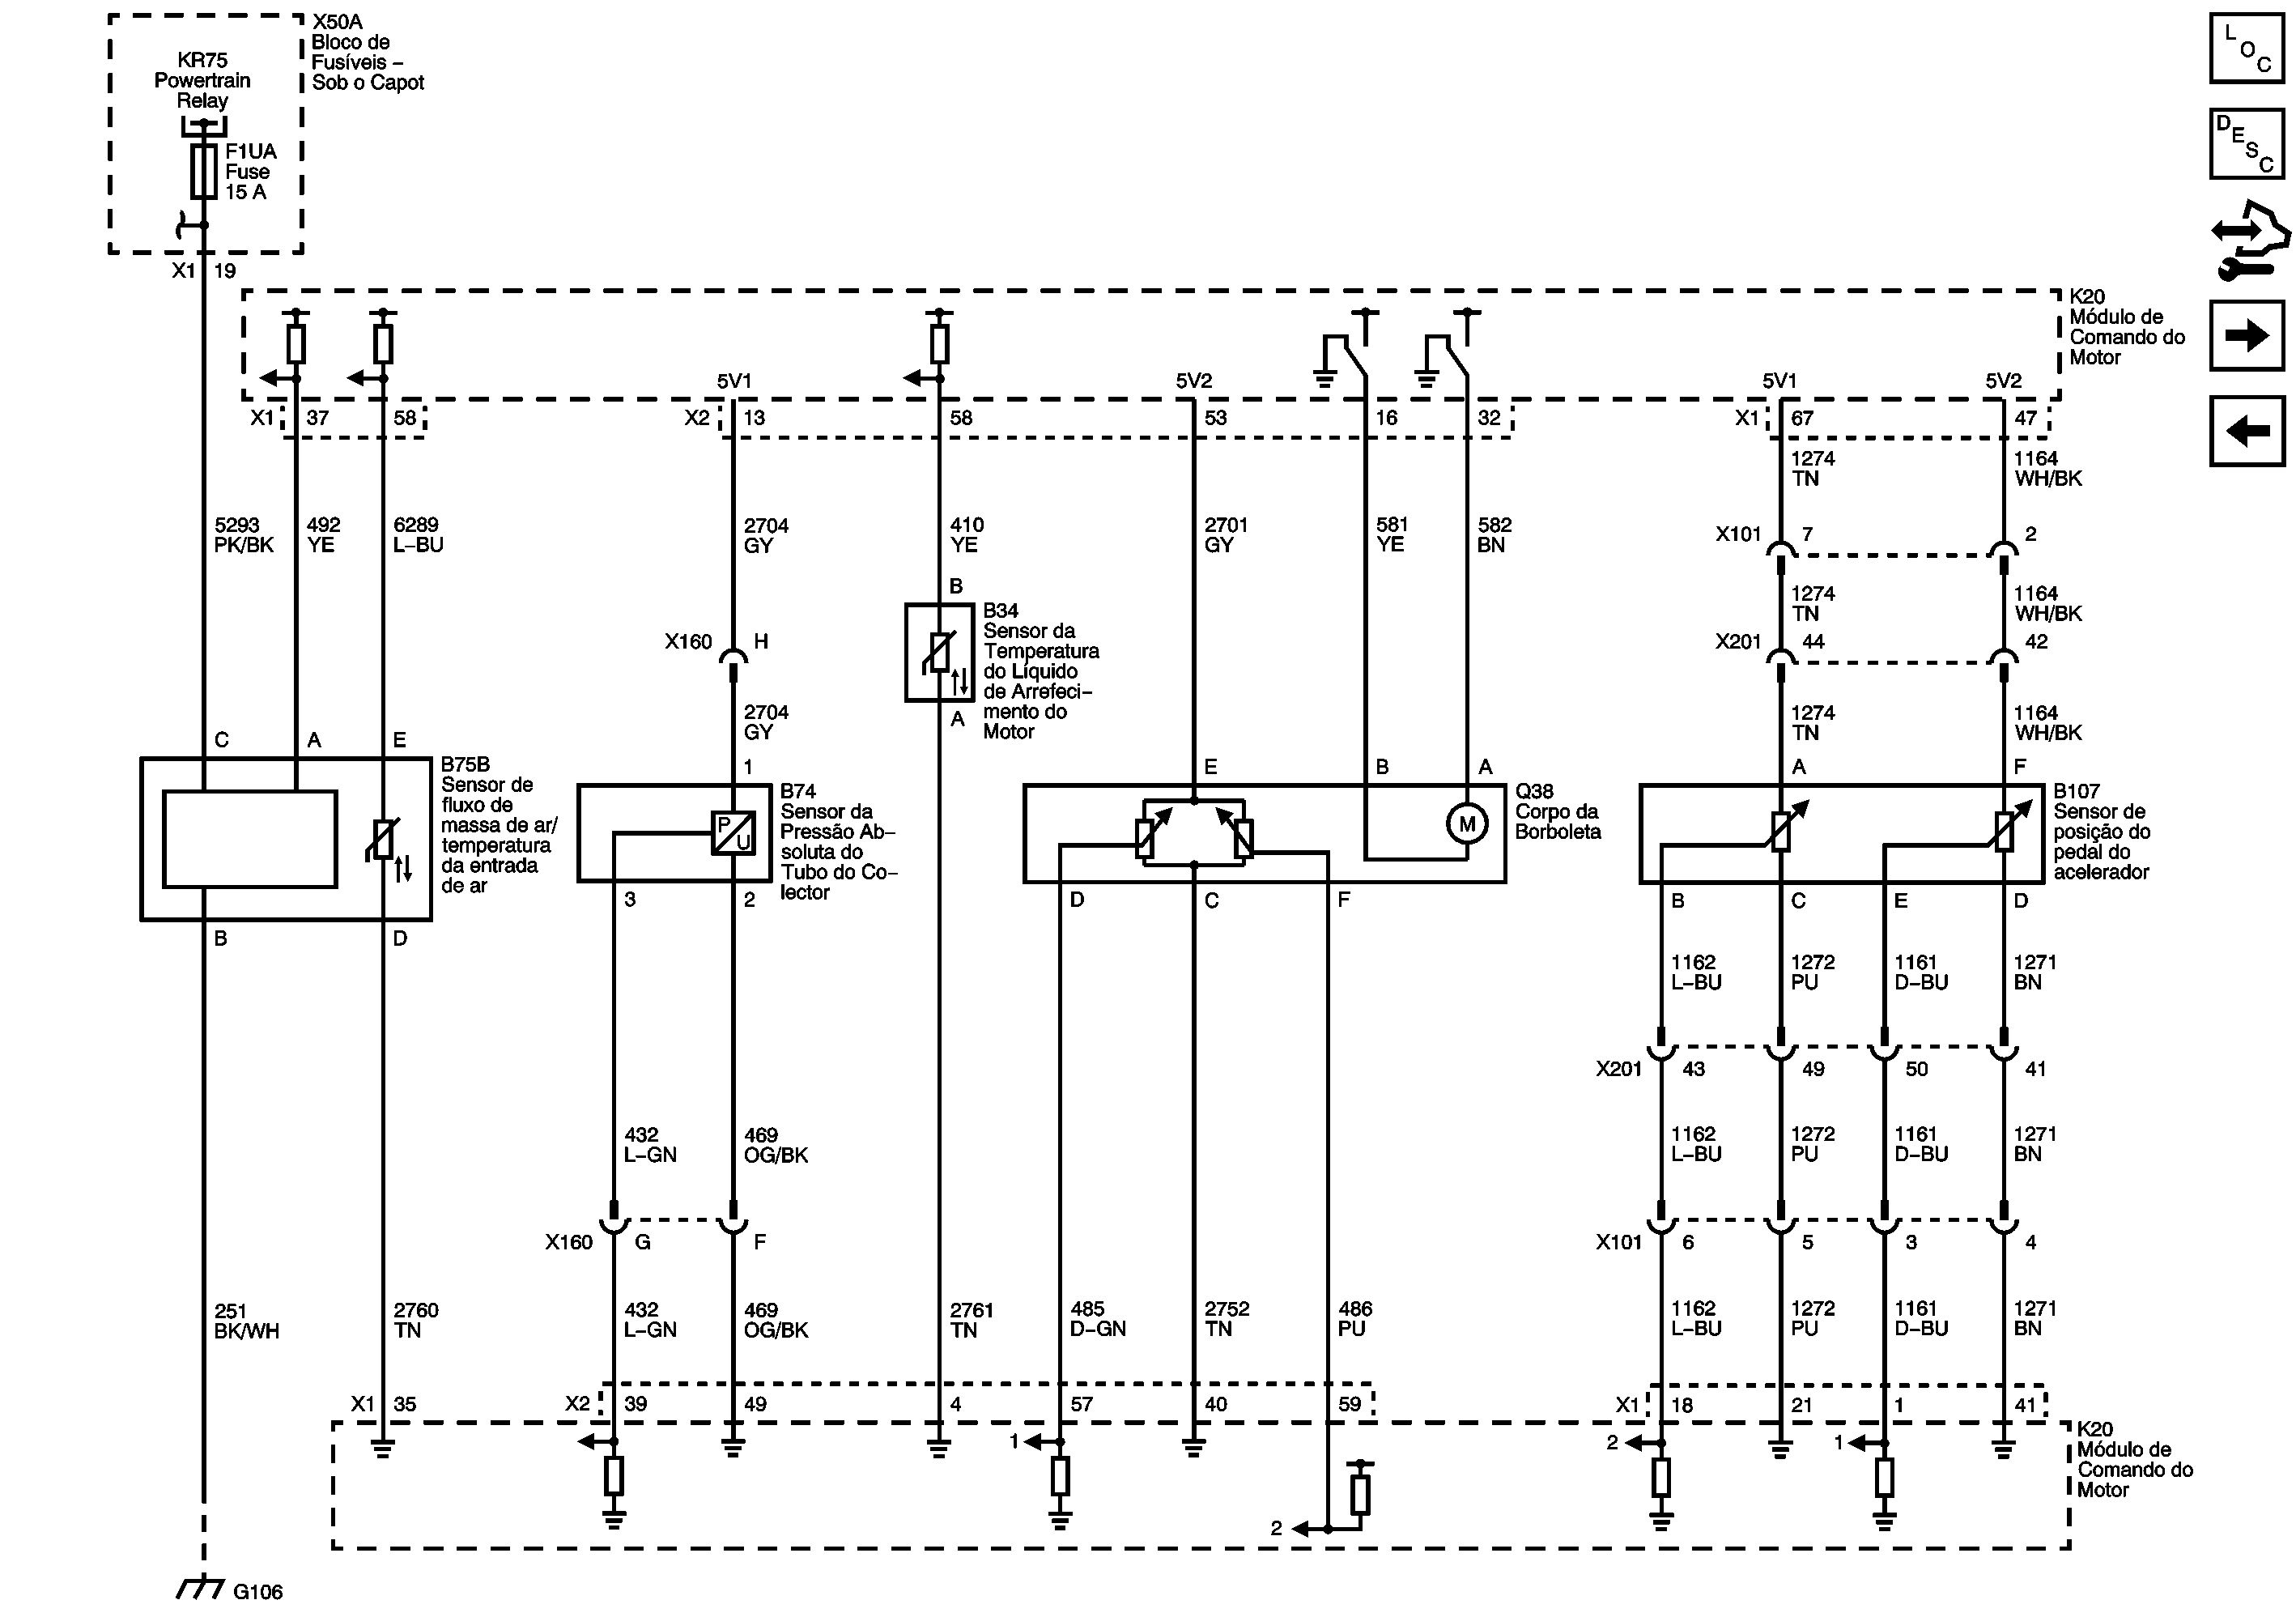 X50A
Bloco de
Fusíveis –
Sob o Capot
KR75
Powertrain
Relay
F1UA
Fuse
15 A
X1 19
L
O
C
D
E
S
C
K20
Módulo de
Comando do
Motor
5V1
5V2
5V1
5V2
X1 37 58
X2 13 58 53 16 32
X1 67 47
1274
TN
1164
WH/BK
5293
PK/BK
492
YE
6289
L–BU
2704
GY
410
YE
2701
GY
581
YE
582
BN
X101 7 2
1274
TN
1164
WH/BK
X160 H
B
B34
Sensor da
Temperatura
do Líquido
de Arrefeci–
mento do
Motor
A
X201 44 42
2704
GY
1274
TN
1164
WH/BK
C A E
B75B
Sensor de
fluxo de
massa de ar/
temperatura
da entrada
de ar
B D
1
B74
Sensor da
Pressão Ab–
soluta do
Tubo do Co–
lector
P
U
3 2
E B A
Q38
Corpo da
Borboleta
M
D C F
A F
B107
Sensor de
posição do
pedal do
acelerador
B C E D
1162
L–BU
1272
PU
1161
D–BU
1271
BN
X201 43 49 50 41
432
L–GN
469
OG/BK
1162
L–BU
1272
PU
1161
D–BU
1271
BN
X160 G F
X101 6 5 3 4
251
BK/WH
2760
TN
432
L–GN
469
OG/BK
2761
TN
485
D–GN
2752
TN
486
PU
1162
L–BU
1272
PU
1161
D–BU
1271
BN
X1 35
X2 39 49 4 57 40 59
X1 18 21 1 41
1
2
2
1
K20
Módulo de
Comando do
Motor
G106